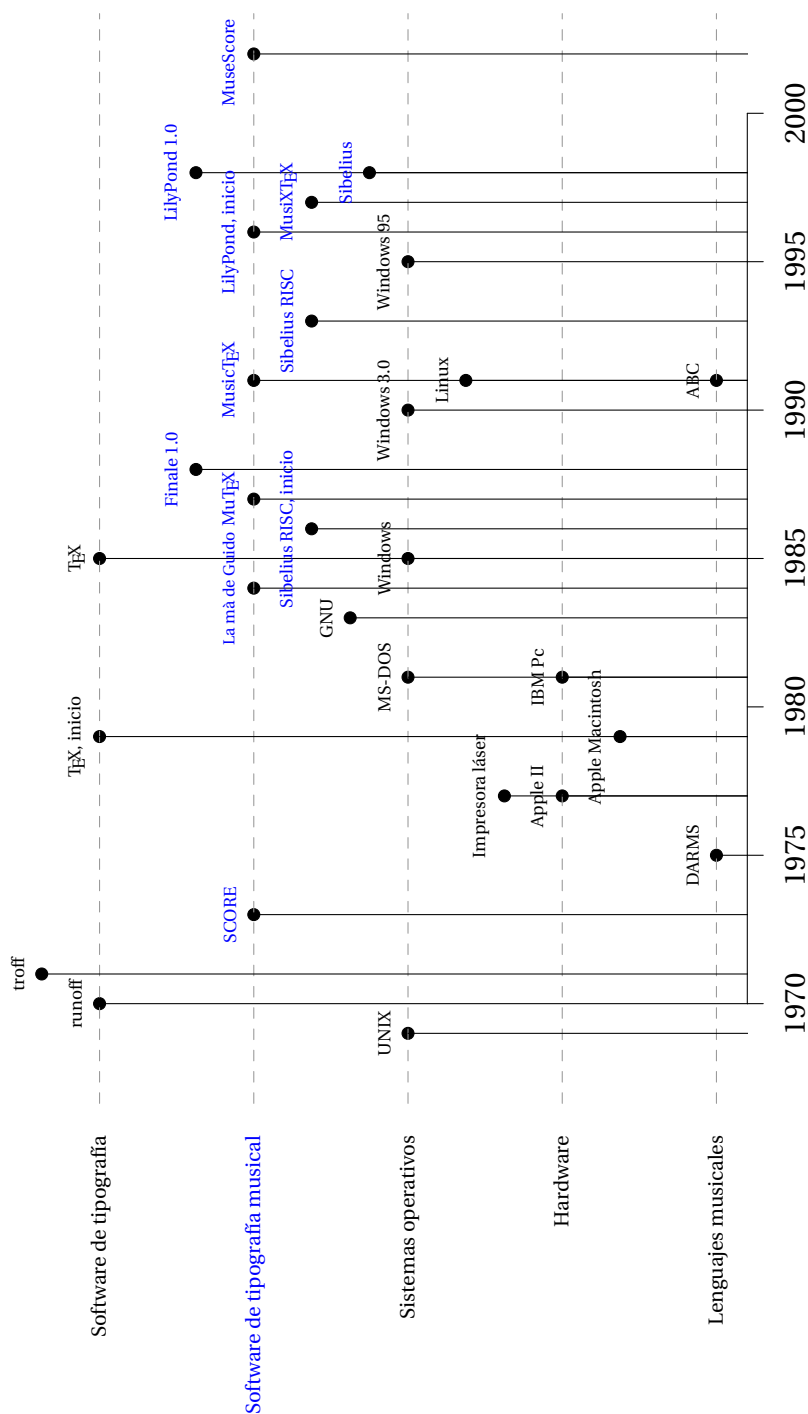 troff
runoff
TEX, inicio
TEX
Software de tipografía
Finale 1.0
LilyPond 1.0
SCORE
La mà de Guido
MuTEX
MusicTEX
LilyPond, inicio
MuseScore
Software de tipografía musical
Sibelius RISC, inicio
Sibelius RISC
MusiXTEX
GNU
Sibelius
UNIX
MS-DOS
Windows
Windows 3.0
Windows 95
Sistemas operativos
Linux
Impresora láser
Apple II
IBM Pc
Hardware
Apple Macintosh
DARMS
ABC
Lenguajes musicales
1970
1975
1980
1985
1990
1995
2000